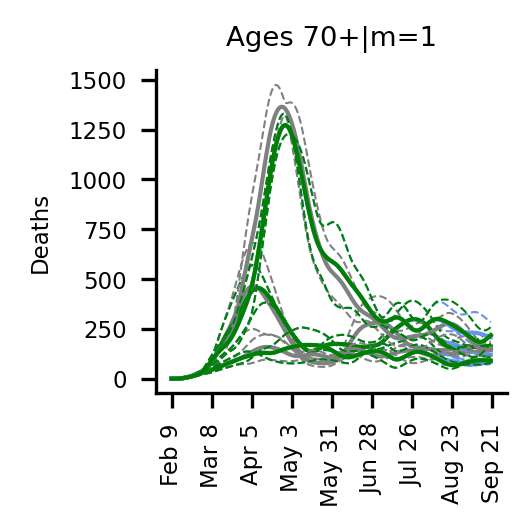 Ages 70+|m=1
Deaths
1500
1250
1000
750
500
250
0
Feb 9
Mar 8
Apr 5
May 3
May 31
Jun 28
Jul 26
Aug 23
Sep 21